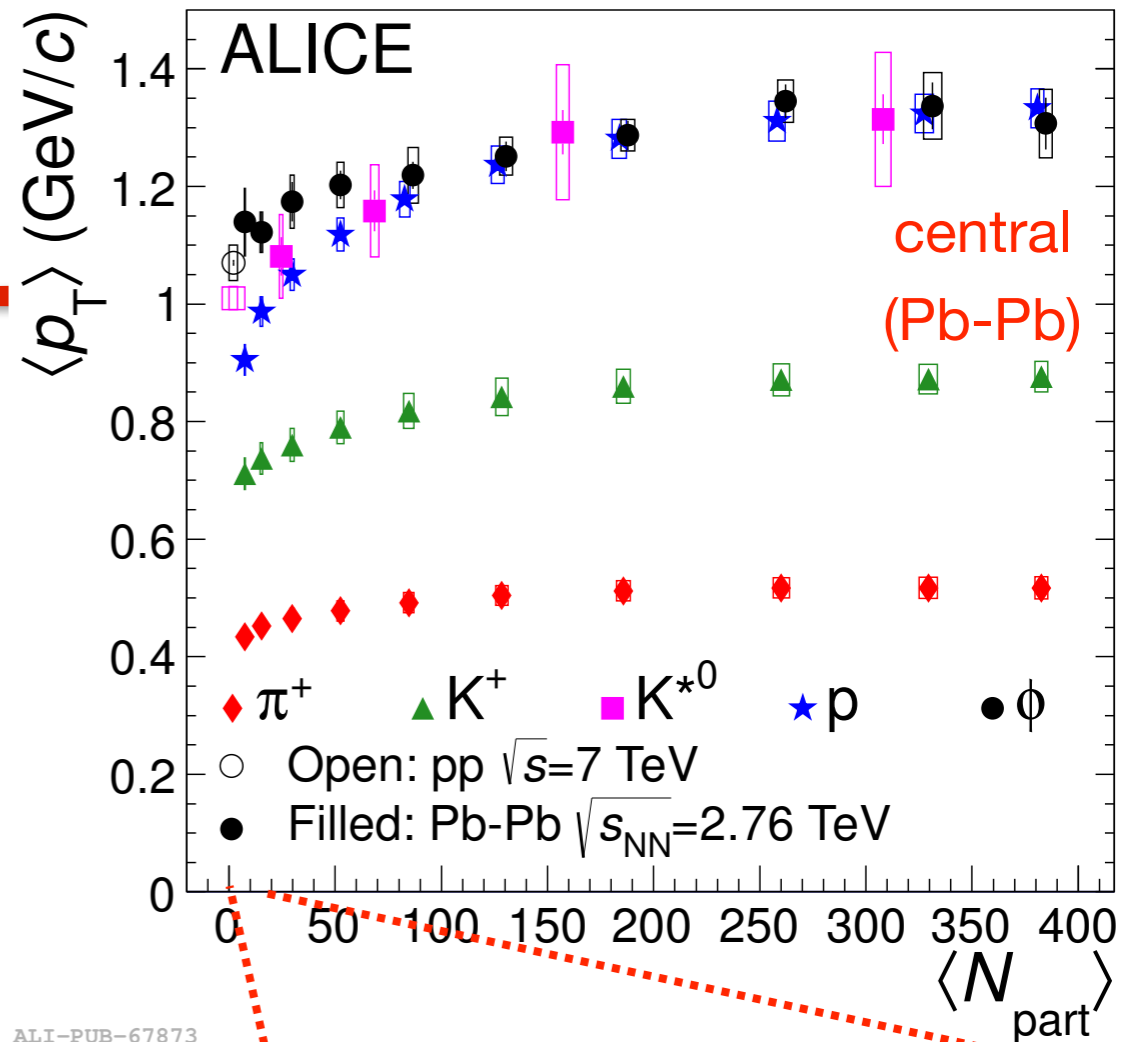 ALICE
⟨p_T⟩ (GeV/c)
1.4
1.2
1
0.8
0.6
0.4
0.2
0
central
(Pb-Pb)
π⁺ K⁺ K*⁰ p ϕ
Open: pp √s=7 TeV
Filled: Pb-Pb √s_NN=2.76 TeV
0 50 100 150 200 250 300 350 400
⟨N_part⟩
ALI-PUB-67873